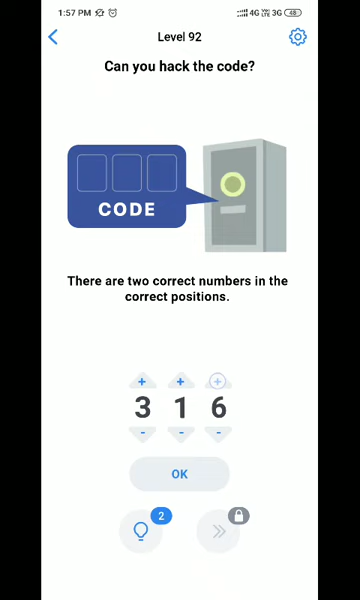 1:57 PM 4G VoLTE 3G 48
Level 92
Can you hack the code?
CODE
There are two correct numbers in the
correct positions.
+ + +
3 1 6
- - -
OK
2